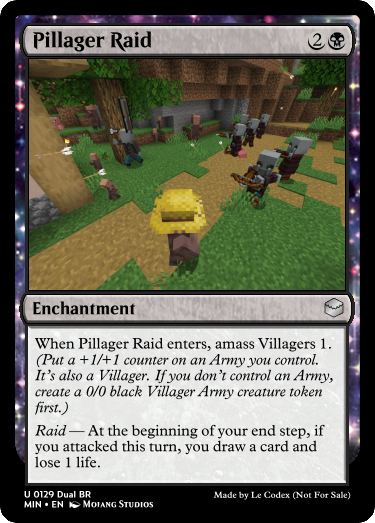 Pillager Raid 2
Enchantment
When Pillager Raid enters, amass Villagers 1.
(Put a +1/+1 counter on an Army you control.
It's also a Villager. If you don't control an Army,
create a 0/0 black Villager Army creature token
first.)
Raid — At the beginning of your end step, if
you attacked this turn, you draw a card and
lose 1 life.
U 0129 Dual BR
MIN • EN Mojang Studios
Made by Le Codex (Not For Sale)